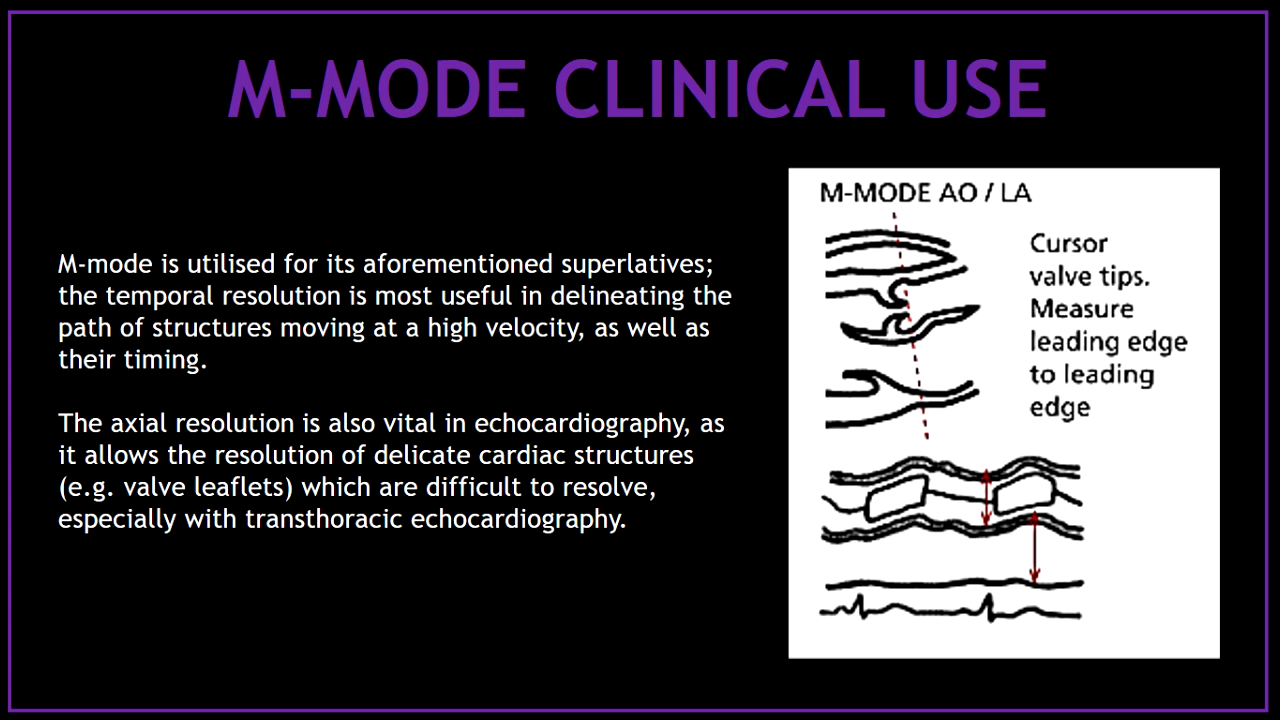 M-MODE CLINICAL USE
M-mode is utilised for its aforementioned superlatives;
the temporal resolution is most useful in delineating the
path of structures moving at a high velocity, as well as
their timing.
The axial resolution is also vital in echocardiography, as
it allows the resolution of delicate cardiac structures
(e.g. valve leaflets) which are difficult to resolve,
especially with transthoracic echocardiography.
M-MODE AO / LA
Cursor
valve tips.
Measure
leading edge
to leading
edge